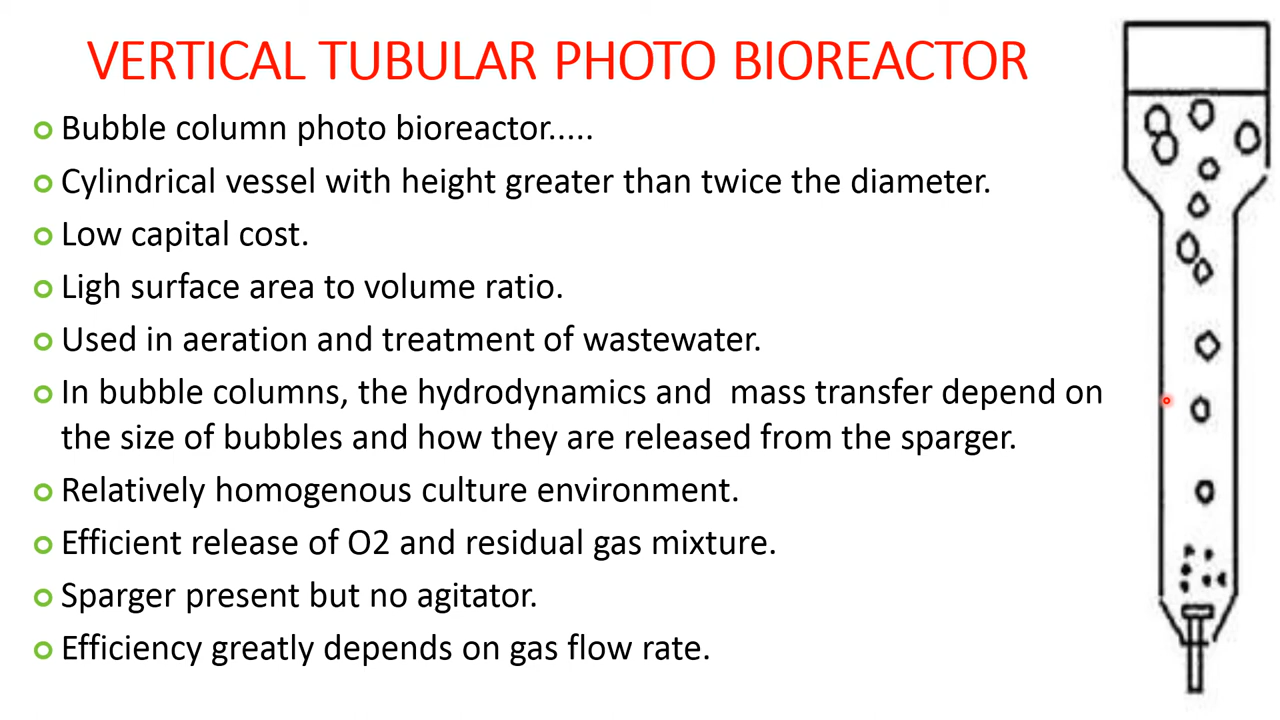 VERTICAL TUBULAR PHOTO BIOREACTOR
Bubble column photo bioreactor.....
Cylindrical vessel with height greater than twice the diameter.
Low capital cost.
Ligh surface area to volume ratio.
Used in aeration and treatment of wastewater.
In bubble columns, the hydrodynamics and mass transfer depend on
the size of bubbles and how they are released from the sparger.
Relatively homogenous culture environment.
Efficient release of O2 and residual gas mixture.
Sparger present but no agitator.
Efficiency greatly depends on gas flow rate.